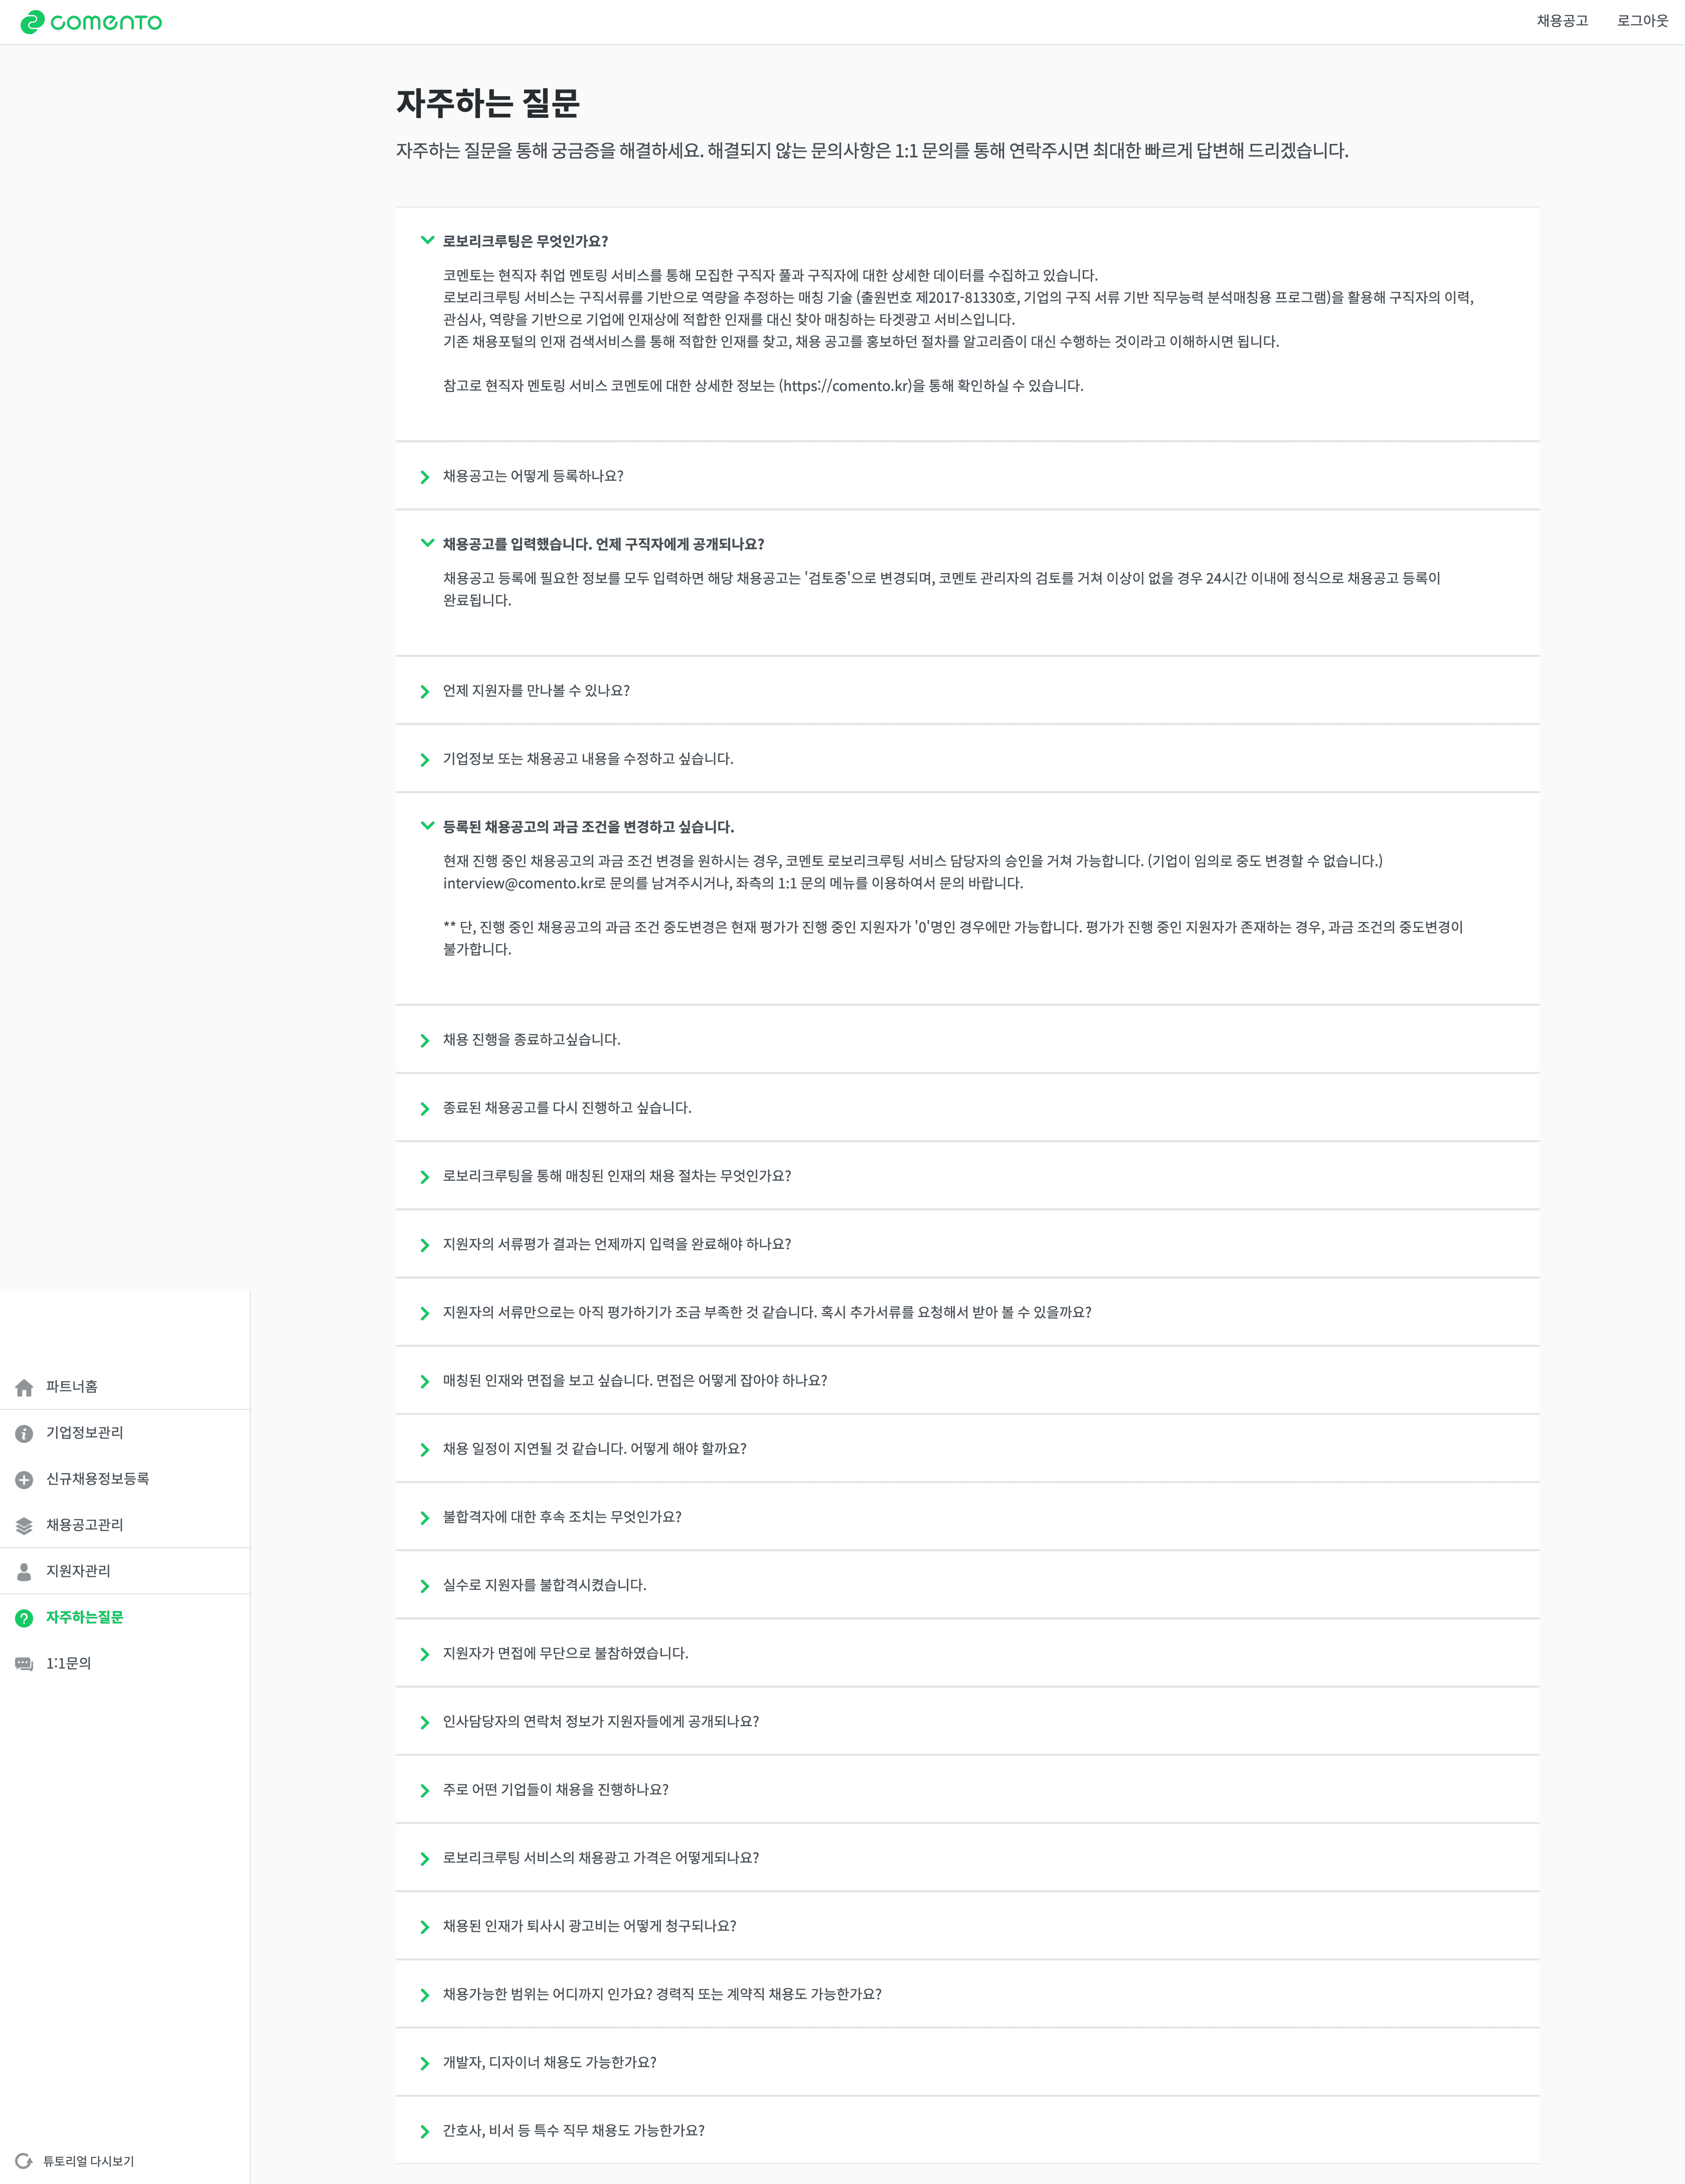 comento
채용공고
로그아웃
자주하는 질문
자주하는 질문을 통해 궁금증을 해결하세요. 해결되지 않는 문의사항은 1:1 문의를 통해 연락주시면 최대한 빠르게 답변해 드리겠습니다.
로보리크루팅은 무엇인가요?
코멘토는 현직자 취업 멘토링 서비스를 통해 모집한 구직자 풀과 구직자에 대한 상세한 데이터를 수집하고 있습니다.
로보리크루팅 서비스는 구직서류를 기반으로 역량을 추정하는 매칭 기술 (출원번호 제2017-81330호, 기업의 구직 서류 기반 직무능력 분석매칭용 프로그램)을 활용해 구직자의 이력,
관심사, 역량을 기반으로 기업에 인재상에 적합한 인재를 대신 찾아 매칭하는 타겟광고 서비스입니다.
기존 채용포털의 인재 검색서비스를 통해 적합한 인재를 찾고, 채용 공고를 홍보하던 절차를 알고리즘이 대신 수행하는 것이라고 이해하시면 됩니다.
참고로 현직자 멘토링 서비스 코멘토에 대한 상세한 정보는 (https://comento.kr)을 통해 확인하실 수 있습니다.
채용공고는 어떻게 등록하나요?
채용공고를 입력했습니다. 언제 구직자에게 공개되나요?
채용공고 등록에 필요한 정보를 모두 입력하면 해당 채용공고는 '검토중'으로 변경되며, 코멘토 관리자의 검토를 거쳐 이상이 없을 경우 24시간 이내에 정식으로 채용공고 등록이
완료됩니다.
언제 지원자를 만나볼 수 있나요?
기업정보 또는 채용공고 내용을 수정하고 싶습니다.
등록된 채용공고의 과금 조건을 변경하고 싶습니다.
현재 진행 중인 채용공고의 과금 조건 변경을 원하시는 경우, 코멘토 로보리크루팅 서비스 담당자의 승인을 거쳐 가능합니다. (기업이 임의로 중도 변경할 수 없습니다.)
interview@comento.kr로 문의를 남겨주시거나, 좌측의 1:1 문의 메뉴를 이용하여서 문의 바랍니다.
** 단, 진행 중인 채용공고의 과금 조건 중도변경은 현재 평가가 진행 중인 지원자가 '0'명인 경우에만 가능합니다. 평가가 진행 중인 지원자가 존재하는 경우, 과금 조건의 중도변경이
불가합니다.
채용 진행을 종료하고싶습니다.
종료된 채용공고를 다시 진행하고 싶습니다.
로보리크루팅을 통해 매칭된 인재의 채용 절차는 무엇인가요?
지원자의 서류평가 결과는 언제까지 입력을 완료해야 하나요?
지원자의 서류만으로는 아직 평가하기가 조금 부족한 것 같습니다. 혹시 추가서류를 요청해서 받아 볼 수 있을까요?
매칭된 인재와 면접을 보고 싶습니다. 면접은 어떻게 잡아야 하나요?
채용 일정이 지연될 것 같습니다. 어떻게 해야 할까요?
불합격자에 대한 후속 조치는 무엇인가요?
실수로 지원자를 불합격시켰습니다.
지원자가 면접에 무단으로 불참하였습니다.
인사담당자의 연락처 정보가 지원자들에게 공개되나요?
주로 어떤 기업들이 채용을 진행하나요?
로보리크루팅 서비스의 채용광고 가격은 어떻게되나요?
채용된 인재가 퇴사시 광고비는 어떻게 청구되나요?
채용가능한 범위는 어디까지 인가요? 경력직 또는 계약직 채용도 가능한가요?
개발자, 디자이너 채용도 가능한가요?
간호사, 비서 등 특수 직무 채용도 가능한가요?
파트너홈
기업정보관리
신규채용정보등록
채용공고관리
지원자관리
자주하는질문
1:1문의
튜토리얼 다시보기